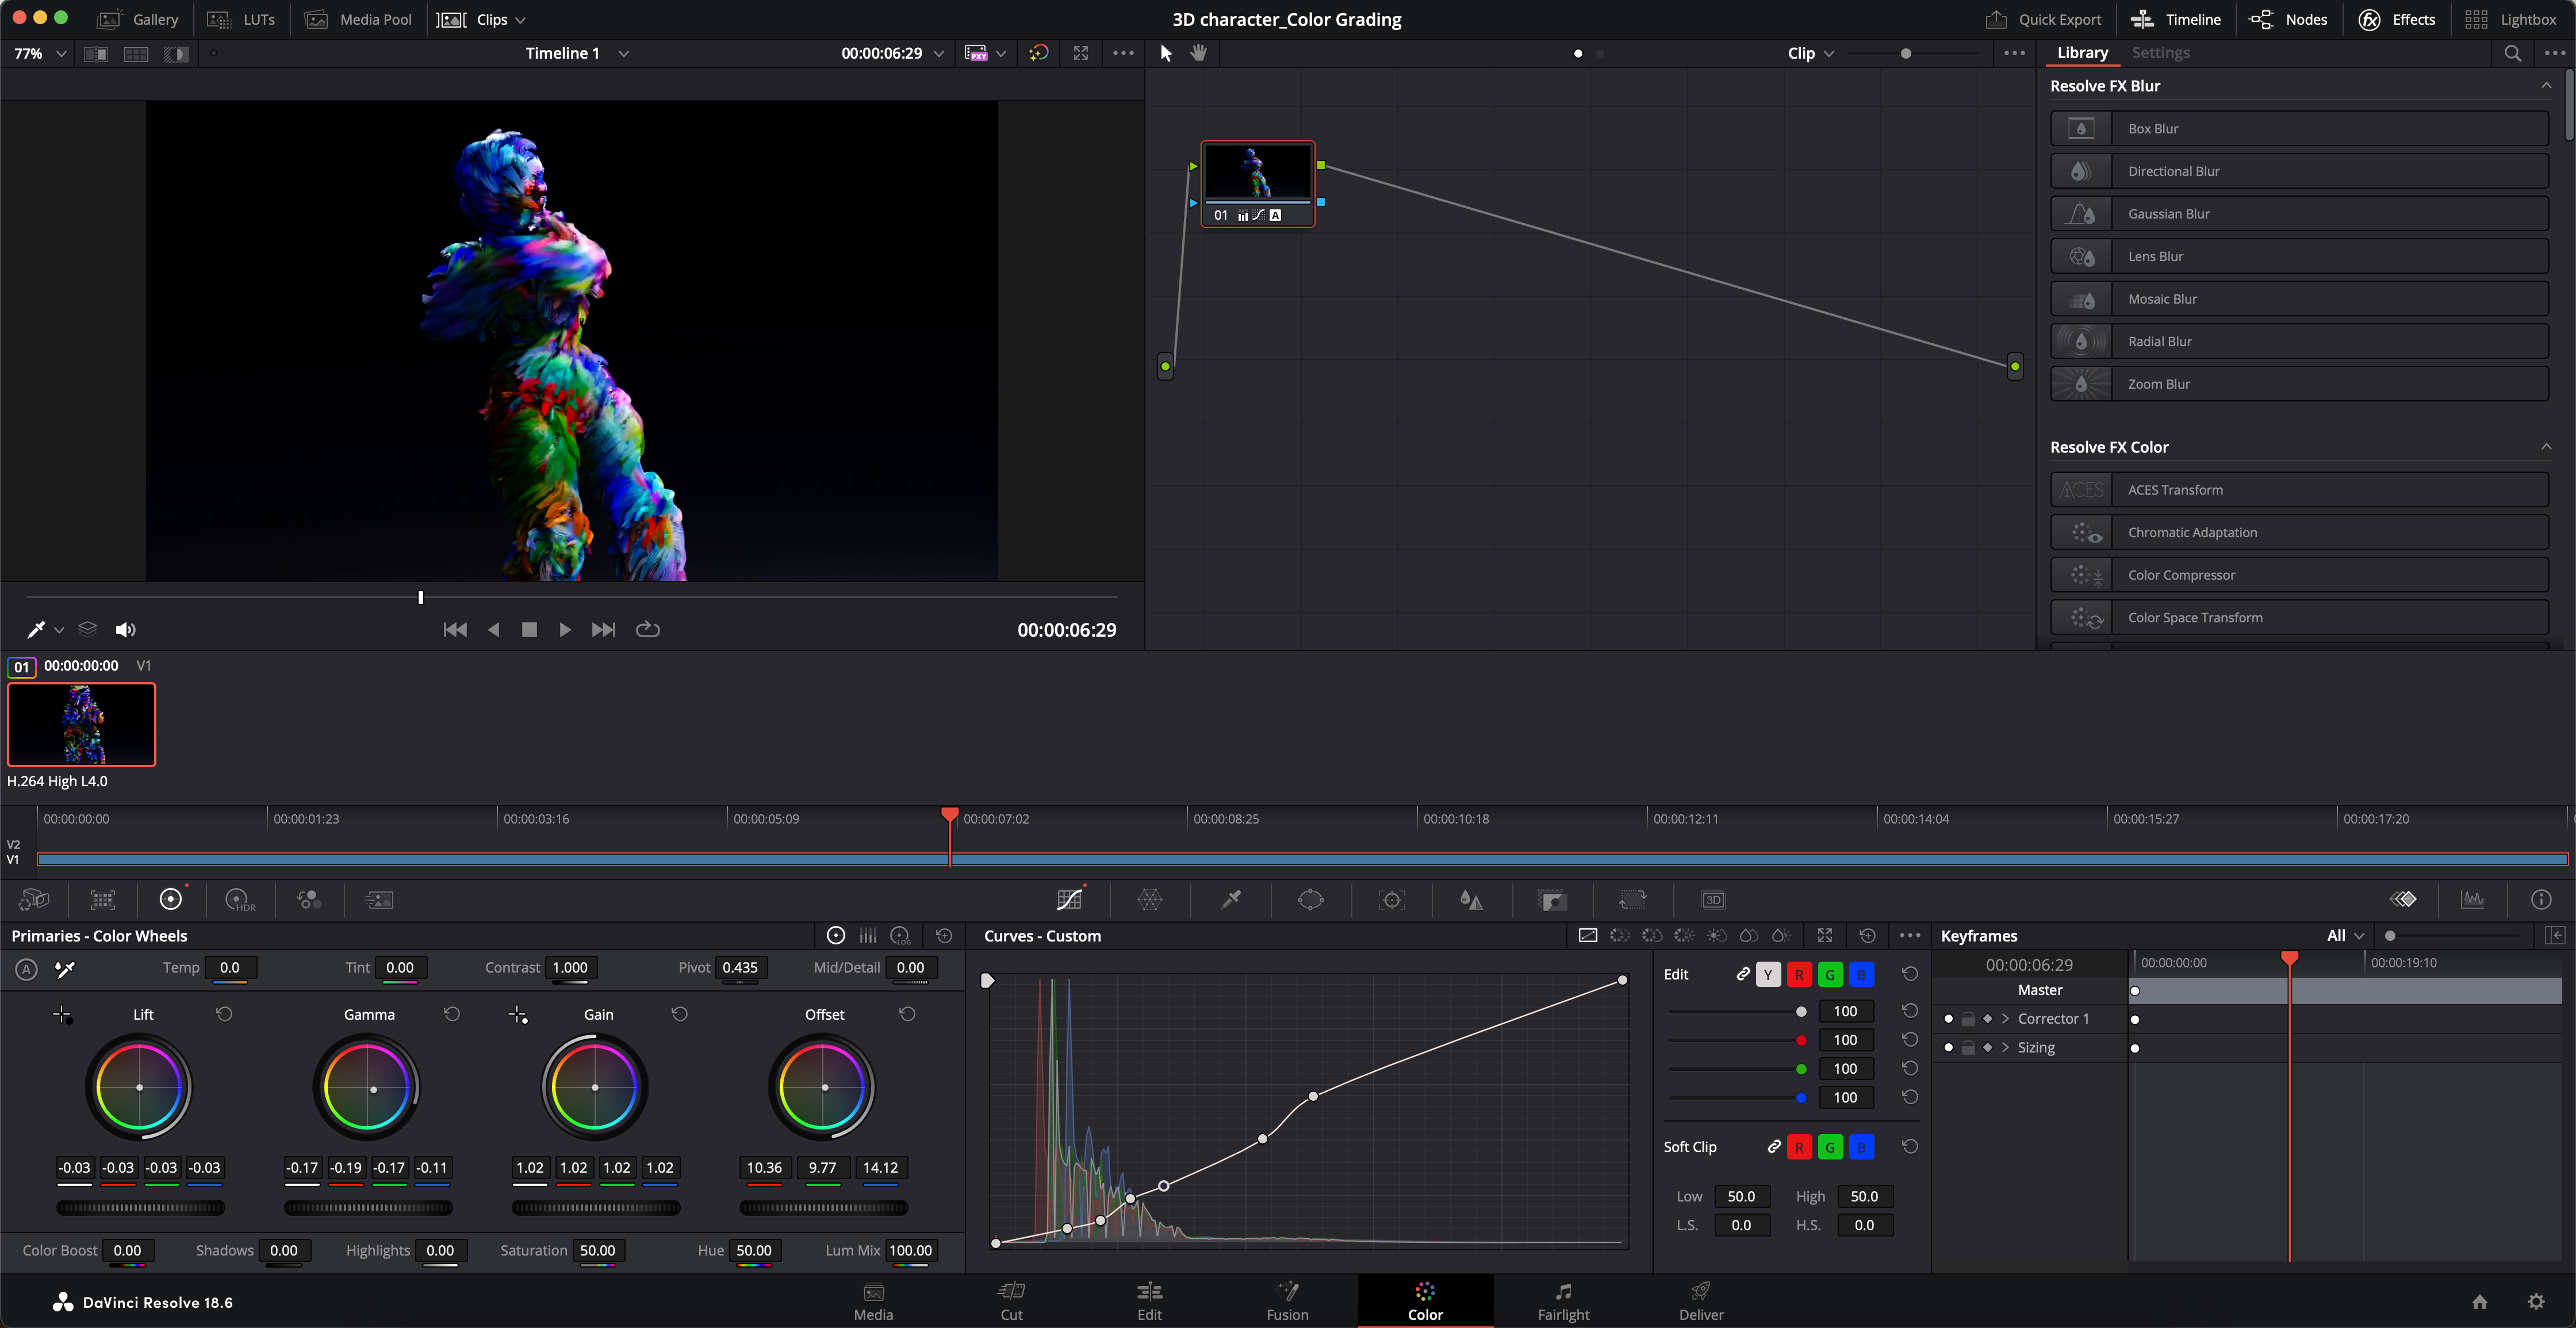 Gallery LUTs Media Pool Clips 3D character_Color Grading Quick Export Timeline Nodes Effects Lightbox
77% Timeline 1 00:00:06:29 PXY Clip Library Settings
Resolve FX Blur
Box Blur
Directional Blur
Gaussian Blur
Lens Blur
Mosaic Blur
Radial Blur
Zoom Blur
01 A
Resolve FX Color
ACES ACES Transform
Chromatic Adaptation
Color Compressor
Color Space Transform
00:00:06:29
01 00:00:00:00 V1
H.264 High L4.0
00:00:00:00 00:00:01:23 00:00:03:16 00:00:05:09 00:00:07:02 00:00:08:25 00:00:10:18 00:00:12:11 00:00:14:04 00:00:15:27 00:00:17:20
V2
V1
HDR 3D
Primaries - Color Wheels LOG Curves - Custom Keyframes All
A Temp 0.0 Tint 0.00 Contrast 1.000 Pivot 0.435 Mid/Detail 0.00
Edit Y R G B
00:00:06:29 00:00:00:00 00:00:19:10
Master
Lift Gamma Gain Offset
100
100
100
100
Corrector 1
Sizing
-0.03 -0.03 -0.03 -0.03 -0.17 -0.19 -0.17 -0.11 1.02 1.02 1.02 1.02 10.36 9.77 14.12
Soft Clip R G B
Low 50.0 High 50.0
L.S. 0.0 H.S. 0.0
Color Boost 0.00 Shadows 0.00 Highlights 0.00 Saturation 50.00 Hue 50.00 Lum Mix 100.00
DaVinci Resolve 18.6
Media Cut Edit Fusion Color Fairlight Deliver